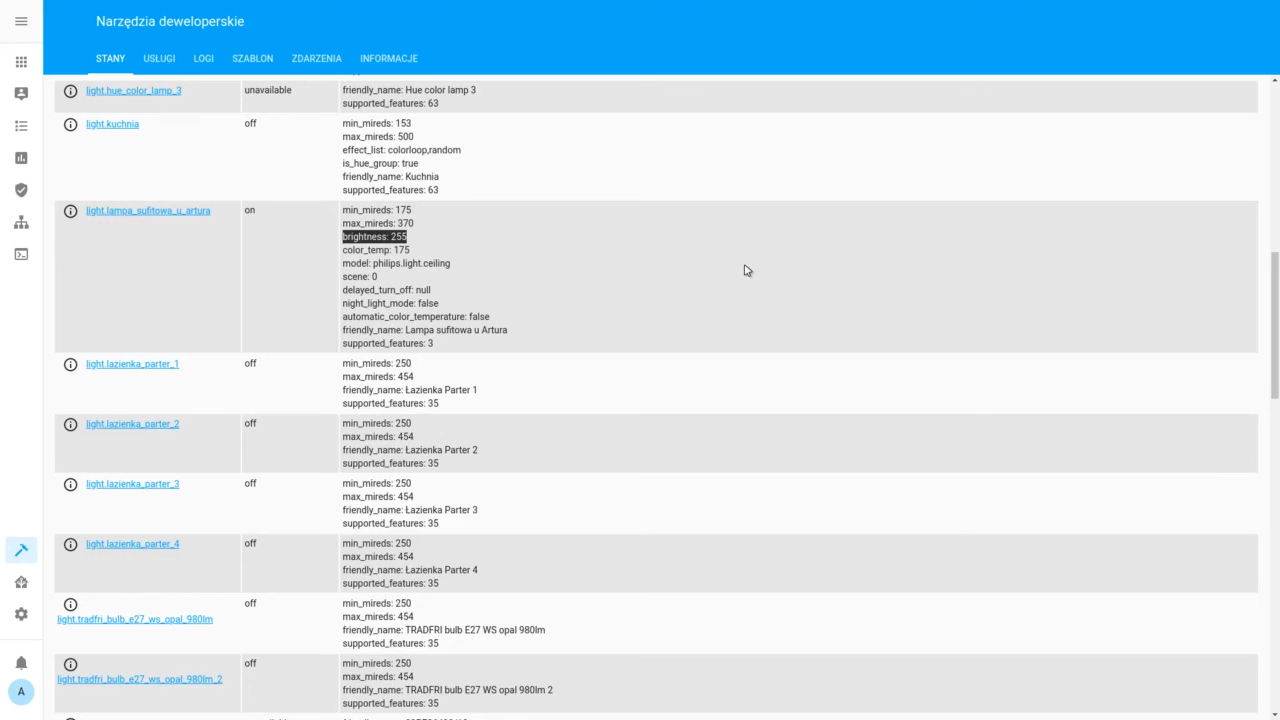 Narzędzia deweloperskie
STANY USŁUGI LOGI SZABLON ZDARZENIA INFORMACJE
light.hue_color_lamp_3 unavailable friendly_name: Hue color lamp 3
supported_features: 63
light.kuchnia off min_mireds: 153
max_mireds: 500
effect_list: colorloop,random
is_hue_group: true
friendly_name: Kuchnia
supported_features: 63
light.lampa_sufitowa_u_artura on min_mireds: 175
max_mireds: 370
brightness: 255
color_temp: 175
model: philips.light.ceiling
scene: 0
delayed_turn_off: null
night_light_mode: false
automatic_color_temperature: false
friendly_name: Lampa sufitowa u Artura
supported_features: 3
light.lazienka_parter_1 off min_mireds: 250
max_mireds: 454
friendly_name: Łazienka Parter 1
supported_features: 35
light.lazienka_parter_2 off min_mireds: 250
max_mireds: 454
friendly_name: Łazienka Parter 2
supported_features: 35
light.lazienka_parter_3 off min_mireds: 250
max_mireds: 454
friendly_name: Łazienka Parter 3
supported_features: 35
light.lazienka_parter_4 off min_mireds: 250
max_mireds: 454
friendly_name: Łazienka Parter 4
supported_features: 35
light.tradfri_bulb_e27_ws_opal_980lm off min_mireds: 250
max_mireds: 454
friendly_name: TRADFRI bulb E27 WS opal 980lm
supported_features: 35
light.tradfri_bulb_e27_ws_opal_980lm_2 off min_mireds: 250
max_mireds: 454
friendly_name: TRADFRI bulb E27 WS opal 980lm 2
supported_features: 35
A